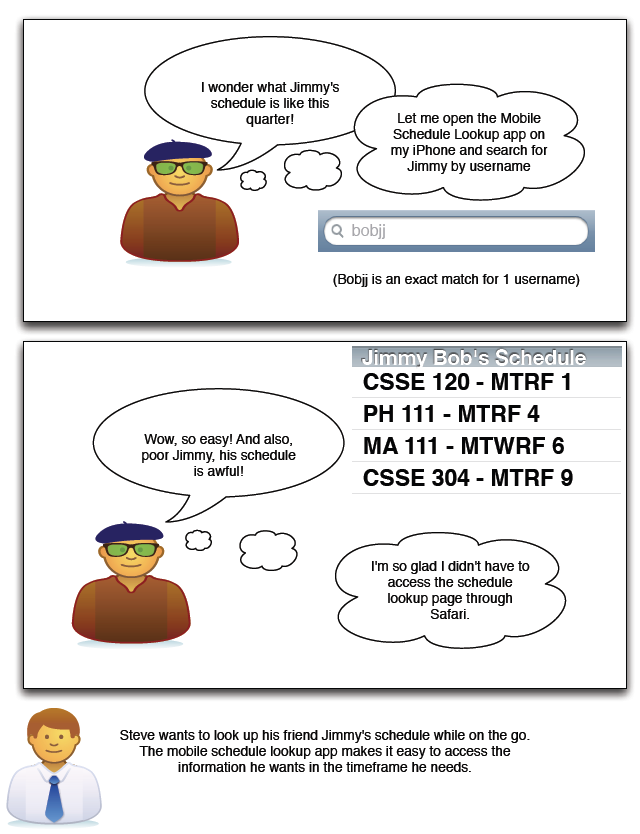 I wonder what Jimmy's
schedule is like this
quarter!
Let me open the Mobile
Schedule Lookup app on
my iPhone and search for
Jimmy by username
bobjj
(Bobjj is an exact match for 1 username)
Jimmy Bob's Schedule
CSSE 120 - MTRF 1
PH 111 - MTRF 4
MA 111 - MTWRF 6
CSSE 304 - MTRF 9
Wow, so easy! And also,
poor Jimmy, his schedule
is awful!
I'm so glad I didn't have to
access the schedule
lookup page through
Safari.
Steve wants to look up his friend Jimmy's schedule while on the go.
The mobile schedule lookup app makes it easy to access the
information he wants in the timeframe he needs.